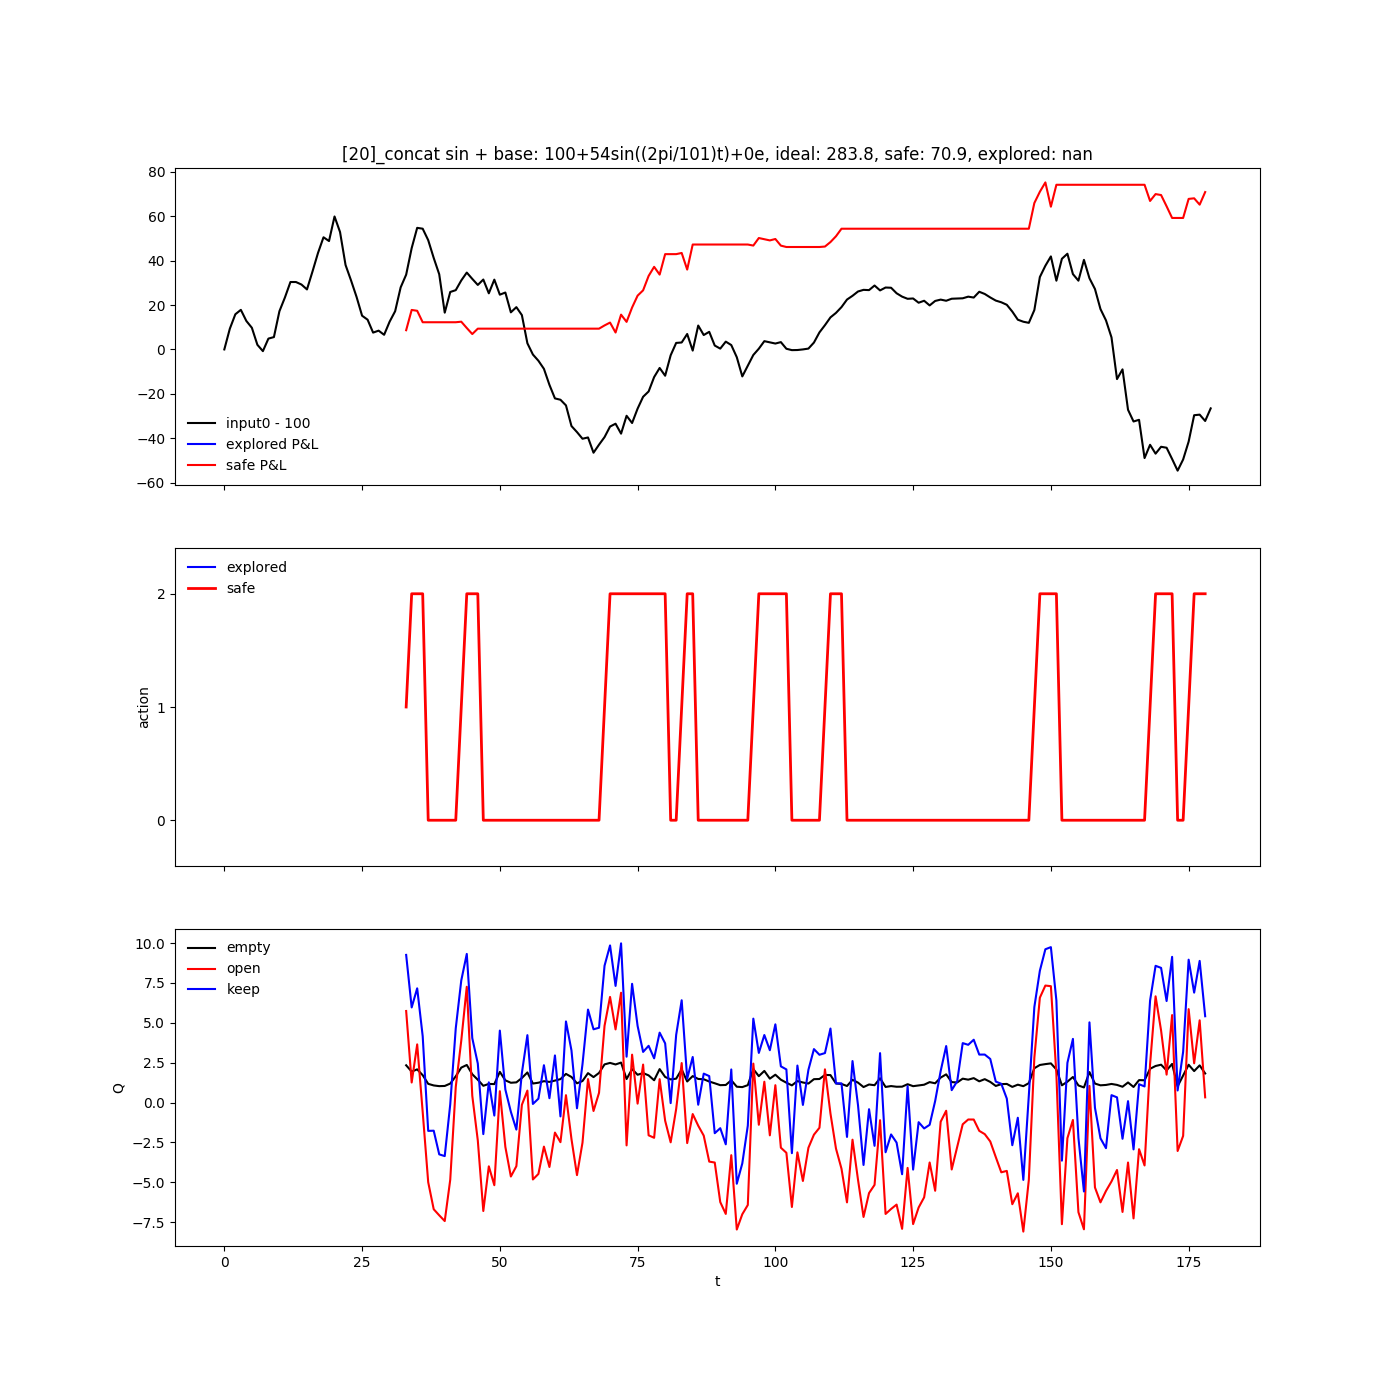 [20]_concat sin + base: 100+54sin((2pi/101)t)+0e, ideal: 283.8, safe: 70.9, explored: nan
80
60
40
20
0
−20
−40
−60
input0 - 100
explored P&L
safe P&L
explored
safe
2
1
0
action
empty
open
keep
10.0
7.5
5.0
2.5
0.0
−2.5
−5.0
−7.5
Q
0 25 50 75 100 125 150 175
t